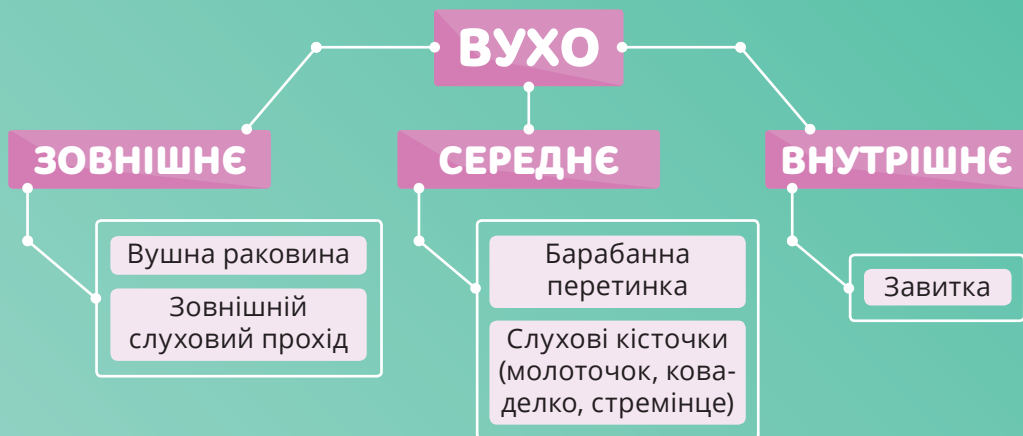 ВУХО
ЗОВНІШНЄ
СЕРЕДНЄ
ВНУТРІШНЄ
Вушна раковина
Зовнішній
слуховий прохід
Барабанна
перетинка
Слухові кісточки
(молоточок, кова-
делко, стремінце)
Завитка